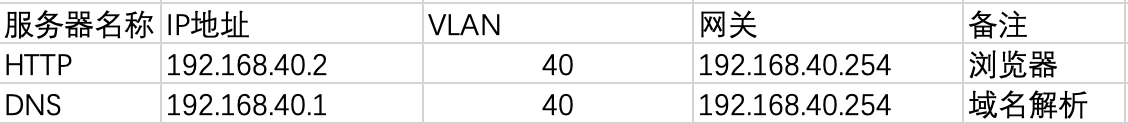 服务器名称 IP地址 VLAN 网关 备注
HTTP 192.168.40.2 40 192.168.40.254 浏览器
DNS 192.168.40.1 40 192.168.40.254 域名解析